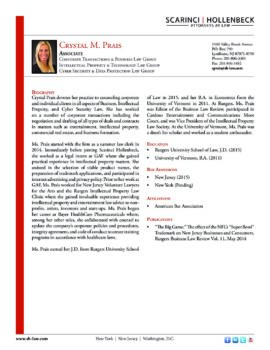 SCARINCI | HOLLENBECK
ATTORNEYS AT LAW
CRYSTAL M. PRAIS
ASSOCIATE
CORPORATE TRANSACTIONS & BUSINESS LAW GROUP
INTELLECTUAL PROPERTY & TECHNOLOGY LAW GROUP
CYBER SECURITY & DATA PROTECTION LAW GROUP
1100 Valley Brook Avenue
PO Box 790
Lyndhurst, NJ 07071-0790
BIOGRAPHY
Crystal Prais devotes her practice to counseling corporate
and individual clients in all aspects of Business, Intellectual
Property, and Cyber Security Law. She has worked
on a number of corporate transactions including the
negotiation and drafting of all types of deals and contracts
in matters such as entertainment, intellectual property,
commercial real estate, and business formation.
Ms. Prais started with the firm as a summer law clerk in
2014. Immediately before joining Scarinci Hollenbeck,
she worked as a legal intern at GAF where she gained
practical experience in intellectual property matters. She
assisted in the selection of viable product names, the
preparation of trademark applications, and participated in
internet advertising and privacy policy. Prior to her work at
GAF, Ms. Prais worked for New Jersey Volunteer Lawyers
for the Arts and the Rutgers Intellectual Property Law
Clinic where she gained invaluable experience providing
intellectual property and entertainment law advice to non-
profits, artists, inventors and start-ups. Ms. Prais began
her career at Bayer HealthCare Pharmaceuticals where,
among her other roles, she collaborated with counsel to
update the company's corporate policies and procedures,
integrity agreement, and code of conduct to ensure training
programs in accordance with healthcare laws.
Ms. Prais earned her J.D. from Rutgers University School
of Law in 2015, and her B.A. in Economics from the
University of Vermont in 2011. At Rutgers, Ms. Prais
was Editor of the Business Law Review, participated in
Cardozo Entertainment and Communications Moot
Court, and was Vice President of the Intellectual Property
Law Society. At the University of Vermont, Ms. Prais was
a dean's list scholar and worked as a student ambassador.
EDUCATION
• Rutgers University School of Law, J.D. (2015)
• University of Vermont, B.A. (2011)
BAR ADMISSIONS
• New Jersey (2015)
• New York (Pending)
AFFILIATIONS
• American Bar Association
PUBLICATIONS
• "The Big Game:" The effect of the NFL's "Super Bowl"
Trademark on New Jersey Businesses and Consumers,
Rutgers Business Law Review Vol. 11, May 2014
www.sh-law.com
New York | New Jersey | Washington, D.C.